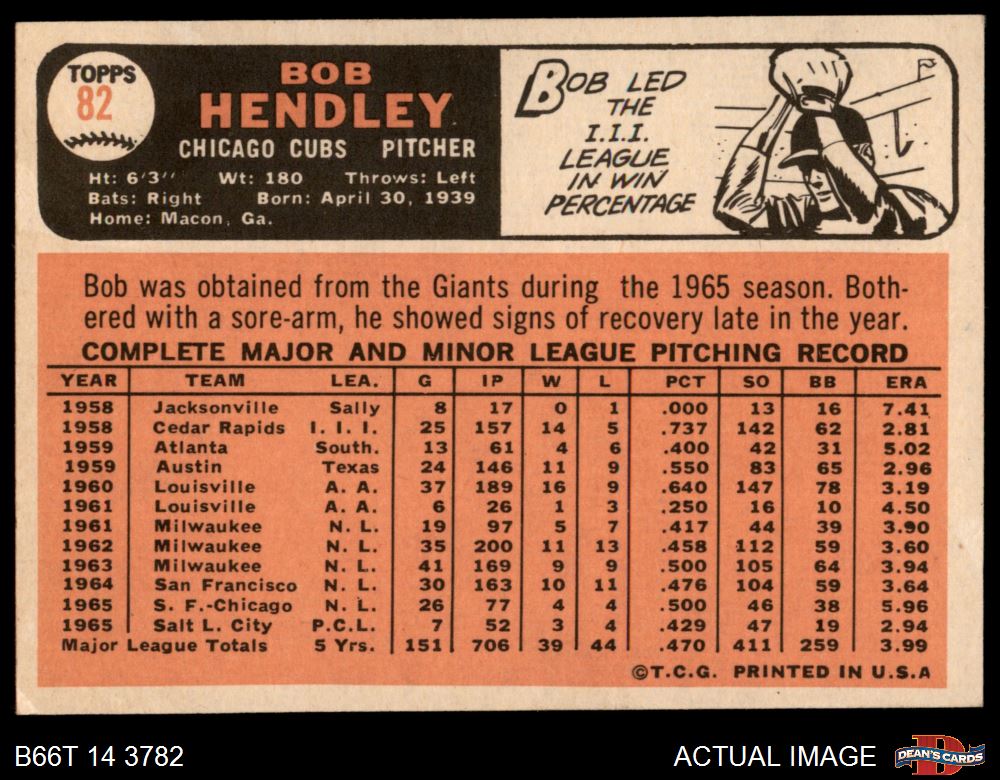 TOPPS
82
BOB
HENDLEY
CHICAGO CUBS PITCHER
Ht: 6'3" Wt: 180 Throws: Left
Bats: Right Born: April 30, 1939
Home: Macon, Ga.
BOB LED
THE
I.I.I.
LEAGUE
IN WIN
PERCENTAGE
Bob was obtained from the Giants during the 1965 season. Both-
ered with a sore-arm, he showed signs of recovery late in the year.
COMPLETE MAJOR AND MINOR LEAGUE PITCHING RECORD
YEAR TEAM LEA. G IP W L PCT SO BB ERA
1958 Jacksonville Sally 8 17 0 1 .000 13 16 7.41
1958 Cedar Rapids I. I. I. 25 157 14 5 .737 142 62 2.81
1959 Atlanta South. 13 61 4 6 .400 42 31 5.02
1959 Austin Texas 24 146 11 9 .550 83 65 2.96
1960 Louisville A. A. 37 189 16 9 .640 147 78 3.19
1961 Louisville A. A. 6 26 1 3 .250 16 10 4.50
1961 Milwaukee N. L. 19 97 5 7 .417 44 39 3.90
1962 Milwaukee N. L. 35 200 11 13 .458 112 59 3.60
1963 Milwaukee N. L. 41 169 9 9 .500 105 64 3.94
1964 San Francisco N. L. 30 163 10 11 .476 104 59 3.64
1965 S. F.-Chicago N. L. 26 77 4 4 .500 46 38 5.96
1965 Salt L. City P.C.L. 7 52 3 4 .429 47 19 2.94
Major League Totals 5 Yrs. 151 706 39 44 .470 411 259 3.99
©T.C.G. PRINTED IN U.S.A
B66T 14 3782 ACTUAL IMAGE
DEAN'S CARDS